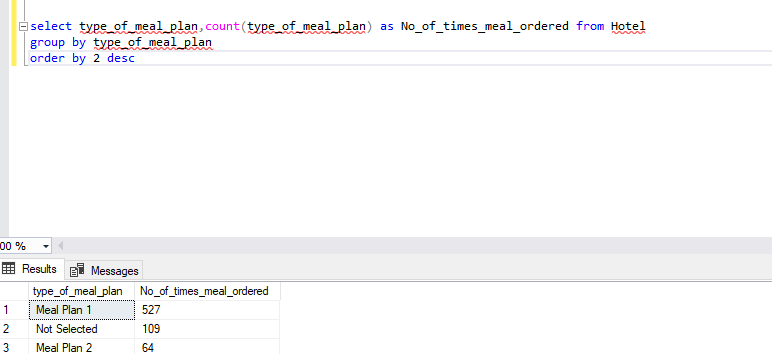 select type_of_meal_plan,count(type_of_meal_plan) as No_of_times_meal_ordered from Hotel
group by type_of_meal_plan
order by 2 desc
00 %
Results Messages
type_of_meal_plan No_of_times_meal_ordered
1 Meal Plan 1 527
2 Not Selected 109
3 Meal Plan 2 64